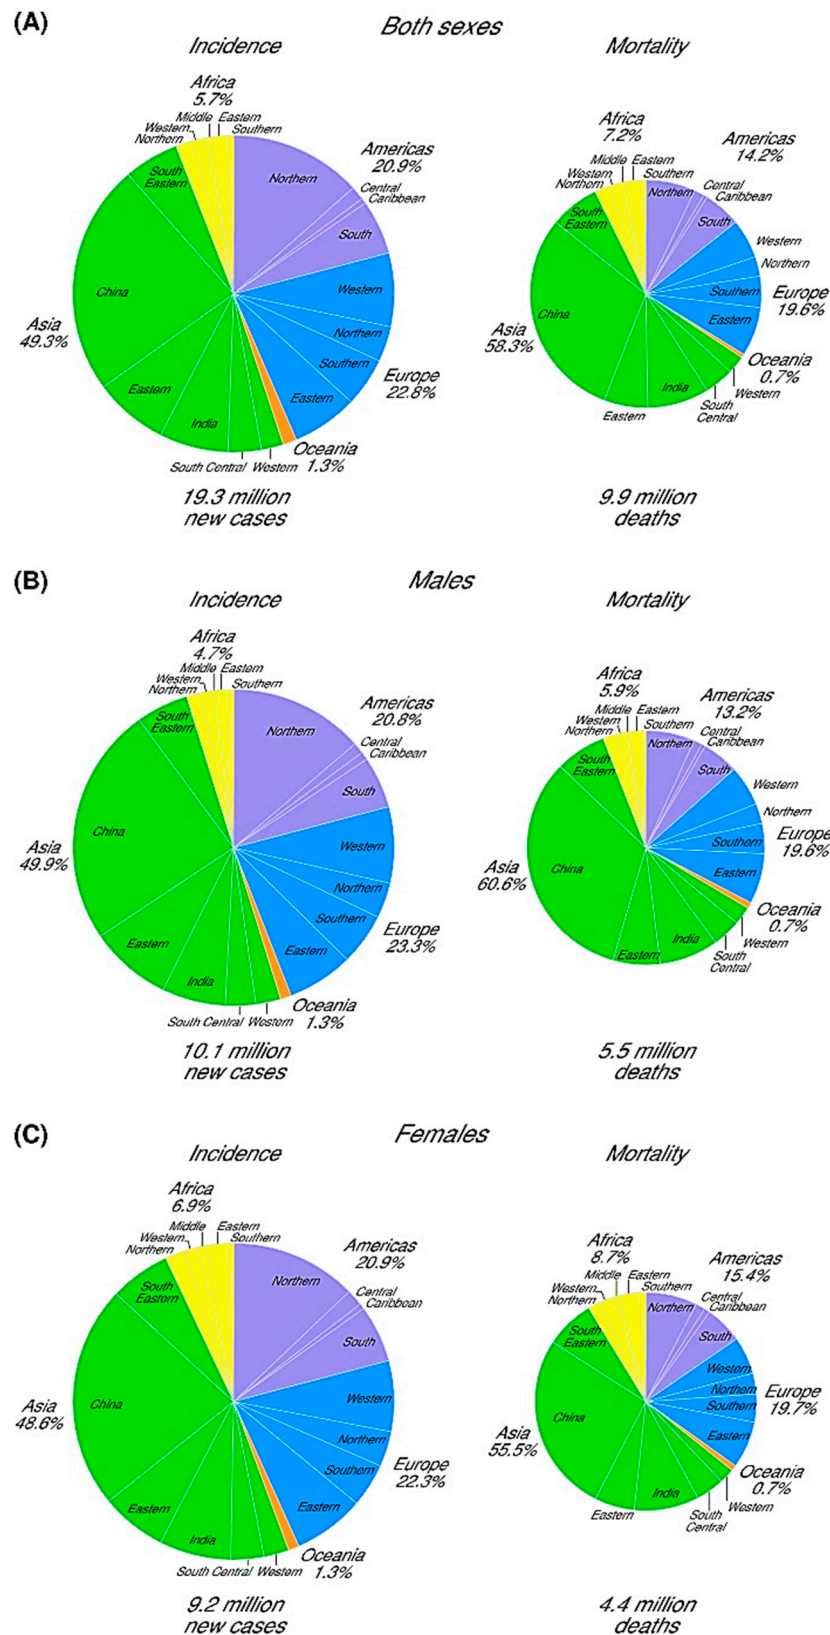 (A)
Both sexes
Incidence
Mortality
Africa
5.7%
Middle
Eastern
Western
Northern
Southern
Americas
20.9%
Northern
Central
Caribbean
South
Western
Northern
Southern
Eastern
Europe
22.8%
Oceania
1.3%
Western
South Central
India
Eastern
China
South
Eastern
Asia
49.3%
19.3 million
new cases
Africa
7.2%
Middle
Eastern
Western
Northern
Southern
Americas
14.2%
Northern
Central
Caribbean
South
Western
Northern
Southern
Eastern
Europe
19.6%
Oceania
0.7%
Western
South
Central
India
Eastern
China
South
Eastern
Asia
58.3%
9.9 million
deaths
(B)
Males
Incidence
Mortality
Africa
4.7%
Middle
Eastern
Western
Northern
Southern
Americas
20.8%
Northern
Central
Caribbean
South
Western
Northern
Southern
Eastern
Europe
23.3%
Oceania
1.3%
Western
South Central
India
Eastern
China
South
Eastern
Asia
49.9%
10.1 million
new cases
Africa
5.9%
Middle
Eastern
Western
Northern
Southern
Americas
13.2%
Northern
Central
Caribbean
South
Western
Northern
Southern
Eastern
Europe
19.6%
Oceania
0.7%
Western
South
Central
India
Eastern
China
South
Eastern
Asia
60.6%
5.5 million
deaths
(C)
Females
Incidence
Mortality
Africa
6.9%
Middle
Eastern
Western
Northern
Southern
Americas
20.9%
Northern
Central
Caribbean
South
Western
Northern
Southern
Eastern
Europe
22.3%
Oceania
1.3%
Western
South Central
India
Eastern
China
South
Eastern
Asia
48.6%
9.2 million
new cases
Africa
8.7%
Middle
Eastern
Western
Northern
Southern
Americas
15.4%
Northern
Central
Caribbean
South
Western
Northern
Southern
Eastern
Europe
19.7%
Oceania
0.7%
Western
South
Central
India
Eastern
China
South
Eastern
Asia
55.5%
4.4 million
deaths